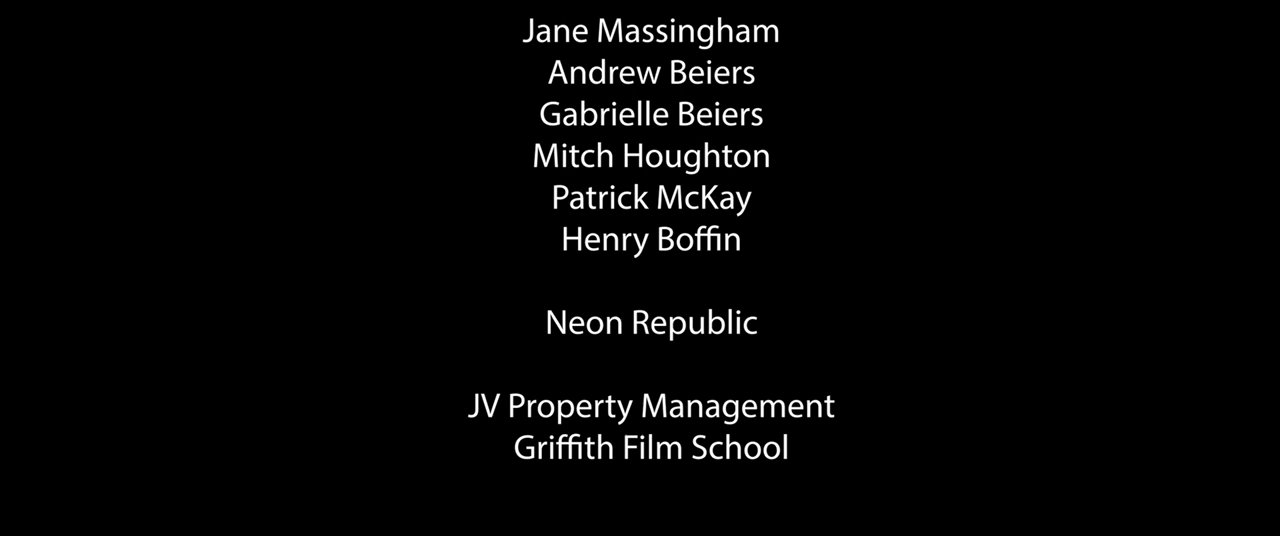 Jane Massingham
Andrew Beiers
Gabrielle Beiers
Mitch Houghton
Patrick McKay
Henry Boffin
Neon Republic
JV Property Management
Griffith Film School